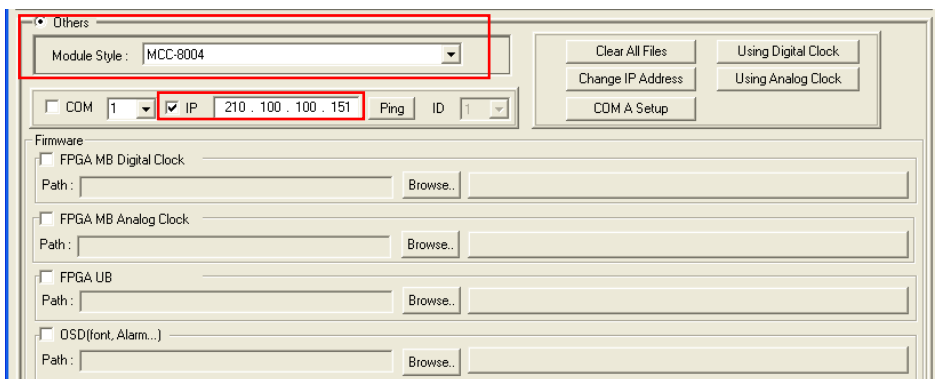 Others
Module Style : MCC-8004
Clear All Files Using Digital Clock
Change IP Address Using Analog Clock
COM A Setup
COM 1 IP 210 . 100 . 100 . 151 Ping ID 1
Firmware
FPGA MB Digital Clock
Path : Browse..
FPGA MB Analog Clock
Path : Browse..
FPGA UB
Path : Browse..
OSD(font, Alarm...)
Path : Browse..